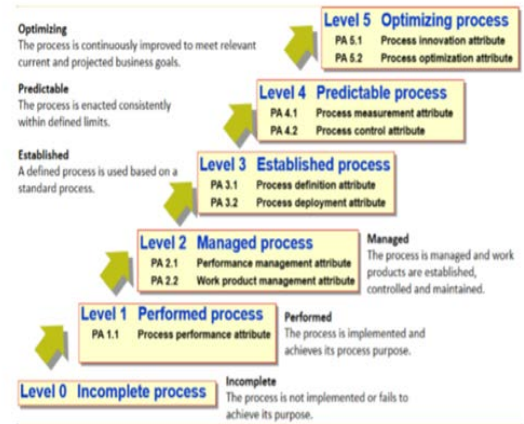 Level 5 Optimizing process
PA 5.1 Process innovation attribute
PA 5.2 Process optimization attribute
Optimizing
The process is continuously improved to meet relevant
current and projected business goals.
Level 4 Predictable process
PA 4.1 Process measurement attribute
PA 4.2 Process control attribute
Predictable
The process is enacted consistently
within defined limits.
Level 3 Established process
PA 3.1 Process definition attribute
PA 3.2 Process deployment attribute
Established
A defined process is used based on a
standard process.
Level 2 Managed process
PA 2.1 Performance management attribute
PA 2.2 Work product management attribute
Managed
The process is managed and work
products are established,
controlled and maintained.
Level 1 Performed process
PA 1.1 Process performance attribute
Performed
The process is implemented and
achieves its process purpose.
Level 0 Incomplete process
Incomplete
The process is not implemented or fails to
achieve its purpose.